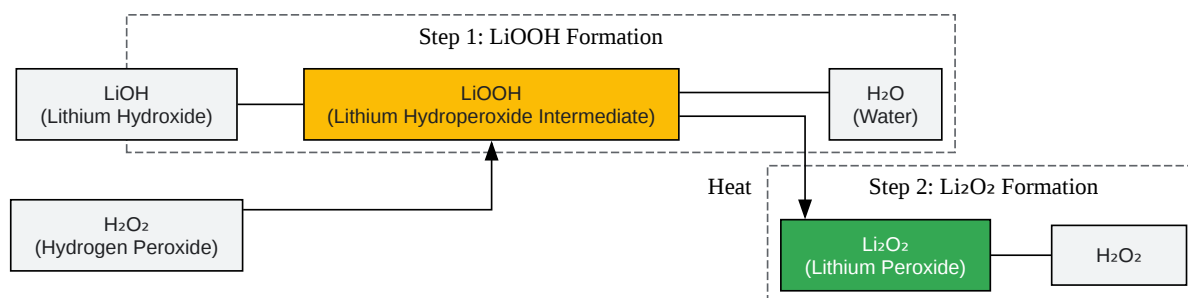 Step 1: LiOOH Formation
LiOH
(Lithium Hydroxide)
LiOOH
(Lithium Hydroperoxide Intermediate)
H₂O
(Water)
H₂O₂
(Hydrogen Peroxide)
Heat
Step 2: Li₂O₂ Formation
Li₂O₂
(Lithium Peroxide)
H₂O₂